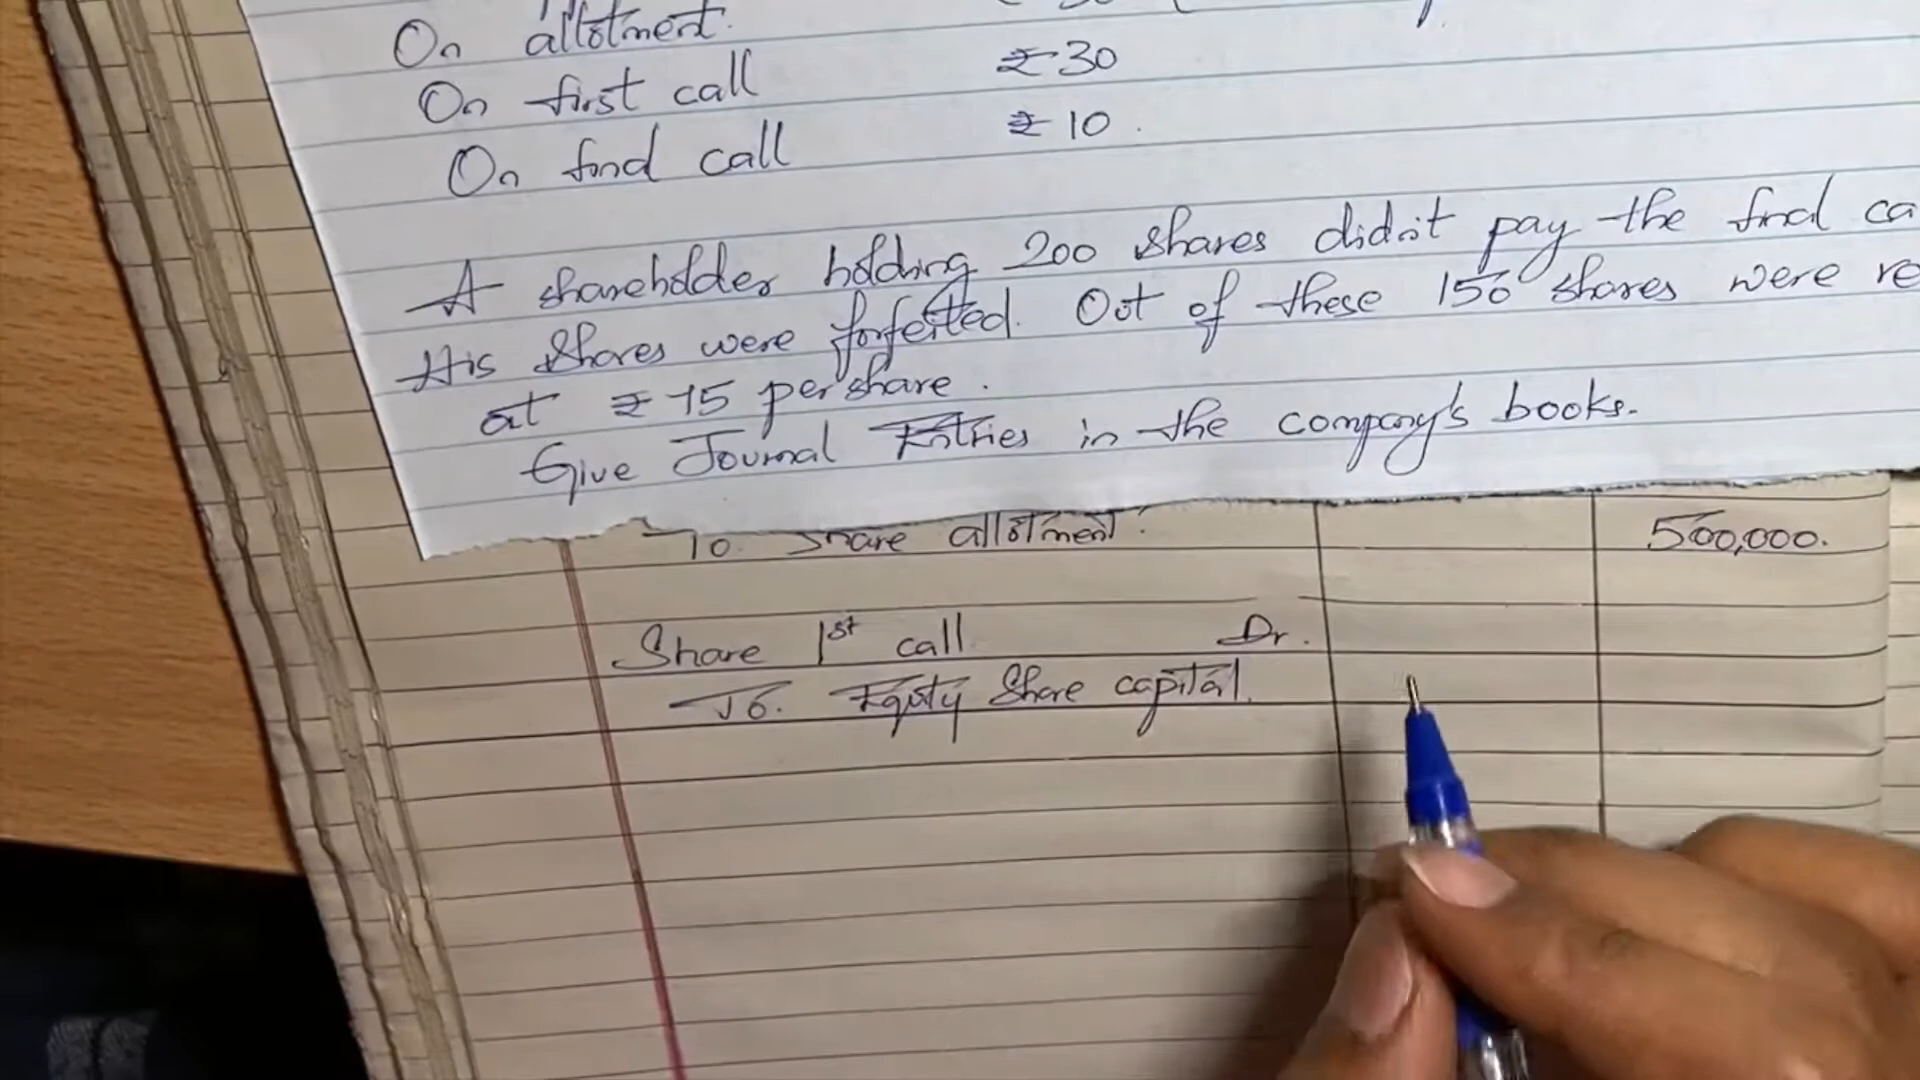 On allotment.
On first call ₹30
On final call ₹10.
A shareholder holding 200 shares didn't pay the final ca
His shares were forfeited. Out of these 150 shares were re
at ₹75 per share.
Give Journal Entries in the company's books.
To. Share allotment. 500,000.
Share 1st call Dr.
To. Equity Share capital.